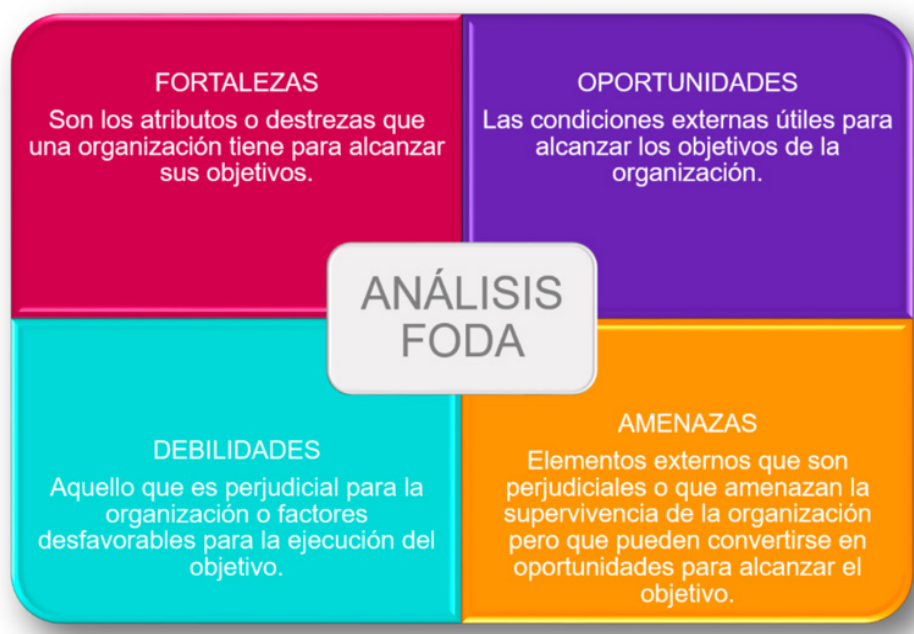 FORTALEZAS
Son los atributos o destrezas que
una organización tiene para alcanzar
sus objetivos.
OPORTUNIDADES
Las condiciones externas útiles para
alcanzar los objetivos de la
organización.
ANÁLISIS
FODA
DEBILIDADES
Aquello que es perjudicial para la
organización o factores
desfavorables para la ejecución del
objetivo.
AMENAZAS
Elementos externos que son
perjudiciales o que amenazan la
supervivencia de la organización
pero que pueden convertirse en
oportunidades para alcanzar el
objetivo.